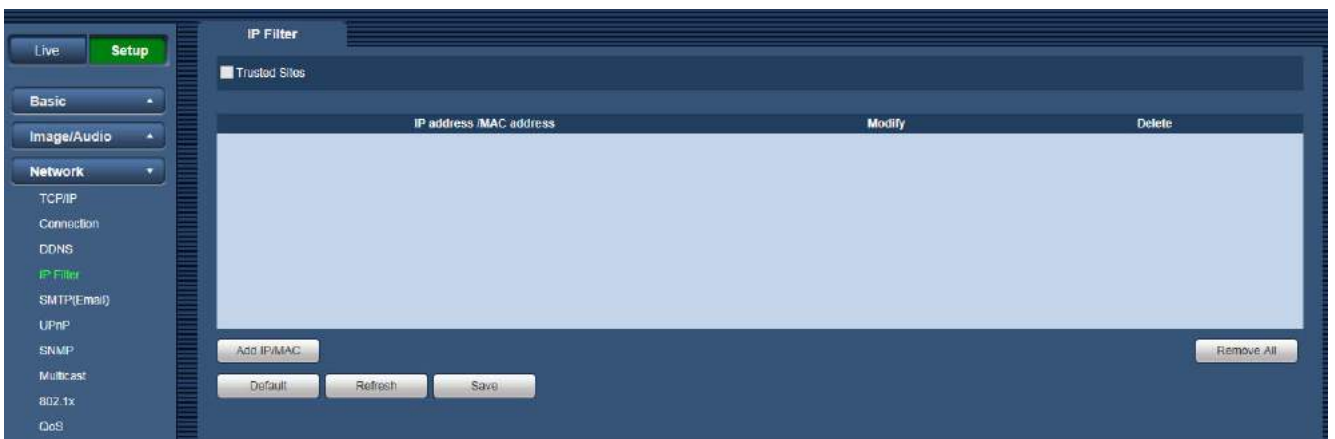 Live Setup
Basic
Image/Audio
Network
TCP/IP
Connection
DDNS
IP Filter
SMTP(Email)
UPnP
SNMP
Multicast
802.1x
QoS
IP Filter
Trusted Sites
IP address /MAC address Modify Delete
Add IP/MAC Remove All
Default Refresh Save